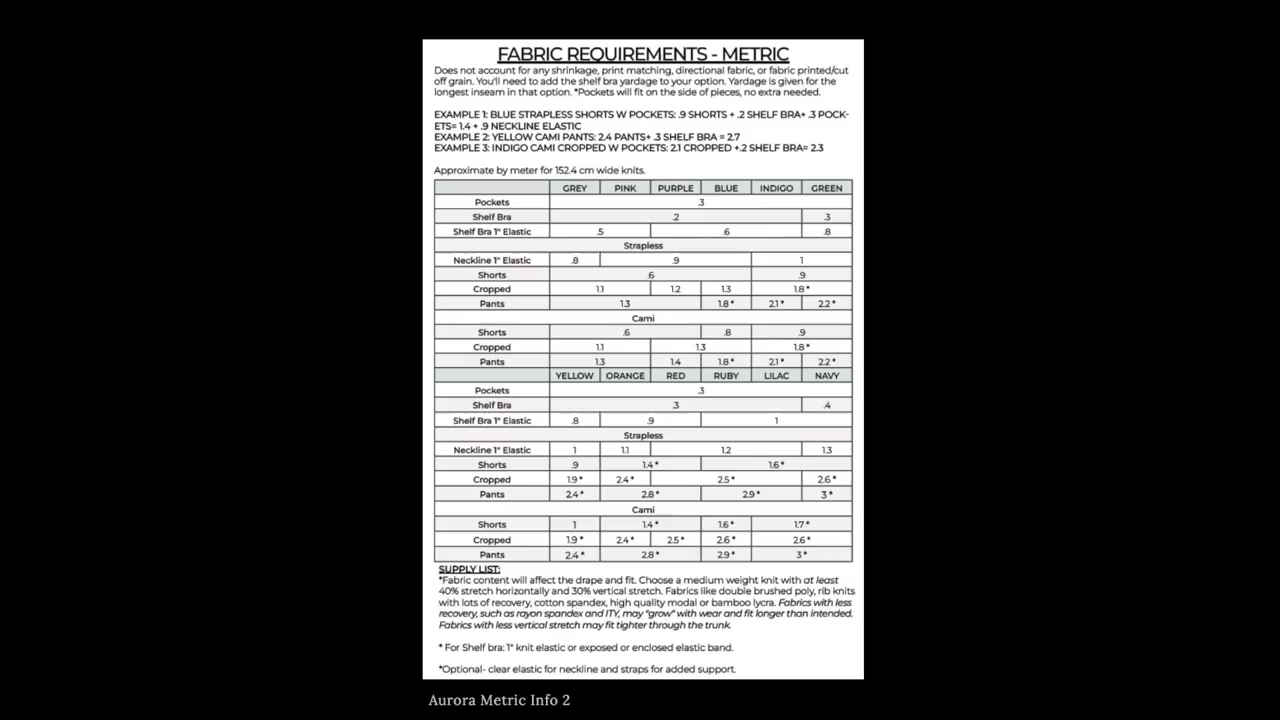 FABRIC REQUIREMENTS - METRIC
Does not account for any shrinkage, print matching, directional fabric, or fabric printed/cut
off grain. You'll need to add the shelf bra yardage to your option. Yardage is given for the
longest inseam in that option. *Pockets will fit on the side of pieces, no extra needed.
EXAMPLE 1: BLUE STRAPLESS SHORTS W POCKETS: .9 SHORTS + .2 SHELF BRA+ .3 POCK-
ETS= 1.4 + .9 NECKLINE ELASTIC
EXAMPLE 2: YELLOW CAMI PANTS: 2.4 PANTS+ .3 SHELF BRA = 2.7
EXAMPLE 3: INDIGO CAMI CROPPED W POCKETS: 2.1 CROPPED +.2 SHELF BRA= 2.3
Approximate by meter for 152.4 cm wide knits.
GREY PINK PURPLE BLUE INDIGO GREEN
Pockets .3
Shelf Bra .2 .3
Shelf Bra 1" Elastic .5 .6 .8
Strapless
Neckline 1" Elastic .8 .9 1
Shorts .6 .9
Cropped 1.1 1.2 1.3 1.8 *
Pants 1.3 1.8 * 2.1 * 2.2 *
Cami
Shorts .6 .8 .9
Cropped 1.1 1.3 1.8 *
Pants 1.3 1.4 1.8 * 2.1 * 2.2 *
YELLOW ORANGE RED RUBY LILAC NAVY
Pockets .3
Shelf Bra .3 .4
Shelf Bra 1" Elastic .8 .9 1
Strapless
Neckline 1" Elastic 1 1.1 1.2 1.3
Shorts .9 1.4 * 1.6 *
Cropped 1.9 * 2.4 * 2.5 * 2.6 *
Pants 2.4 * 2.8 * 2.9 * 3 *
Cami
Shorts 1 1.4 * 1.6 * 1.7 *
Cropped 1.9 * 2.4 * 2.5 * 2.6 * 2.6 *
Pants 2.4 * 2.8 * 2.9 * 3 *
SUPPLY LIST:
*Fabric content will affect the drape and fit. Choose a medium weight knit with at least
40% stretch horizontally and 30% vertical stretch. Fabrics like double brushed poly, rib knits
with lots of recovery, cotton spandex, high quality modal or bamboo lycra. Fabrics with less
recovery, such as rayon spandex and ITY, may "grow" with wear and fit longer than intended.
Fabrics with less vertical stretch may fit tighter through the trunk.
* For Shelf bra: 1" knit elastic or exposed or enclosed elastic band.
*Optional- clear elastic for neckline and straps for added support.
Aurora Metric Info 2